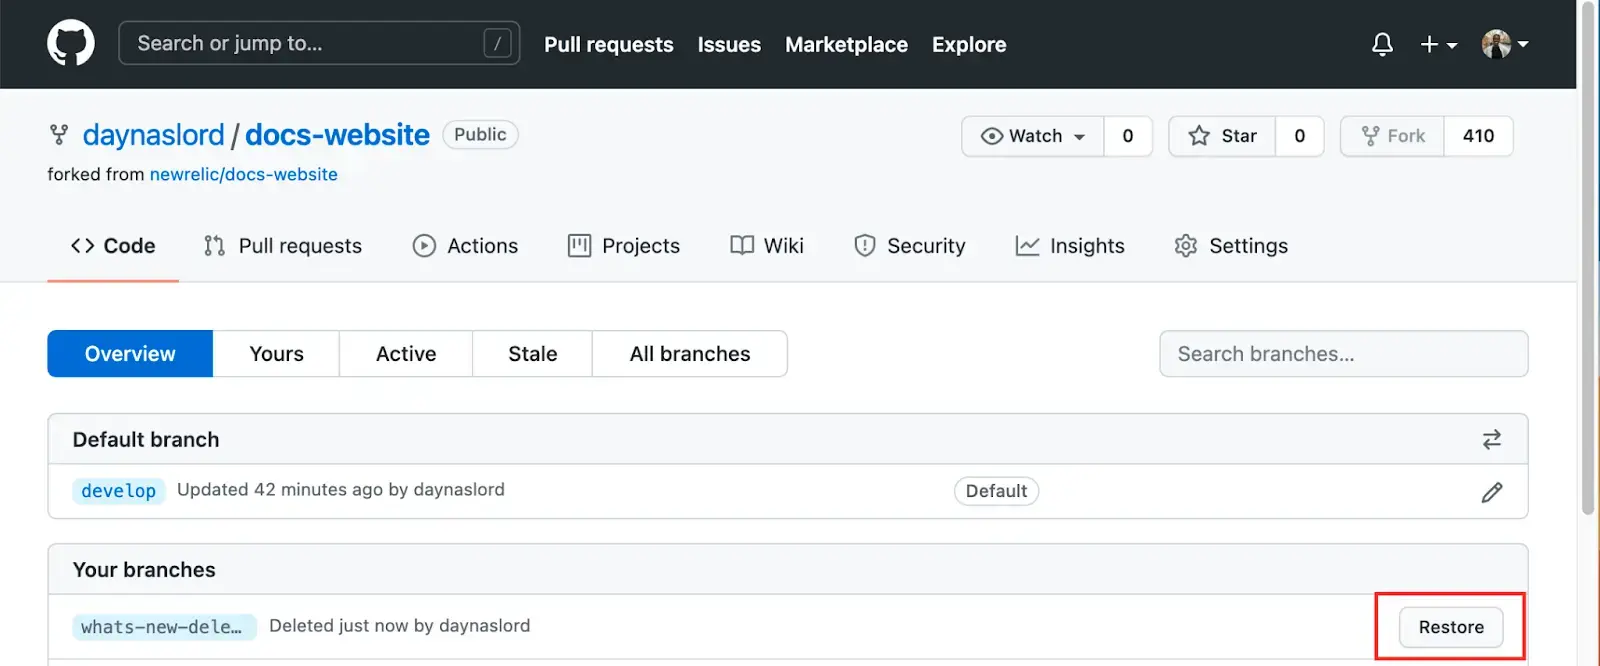 Search or jump to... /
Pull requests Issues Marketplace Explore
daynaslord / docs-website Public
Watch 0 Star 0 Fork 410
forked from newrelic/docs-website
Code Pull requests Actions Projects Wiki Security Insights Settings
Overview Yours Active Stale All branches
Search branches...
Default branch
develop Updated 42 minutes ago by daynaslord Default
Your branches
whats-new-dele… Deleted just now by daynaslord Restore